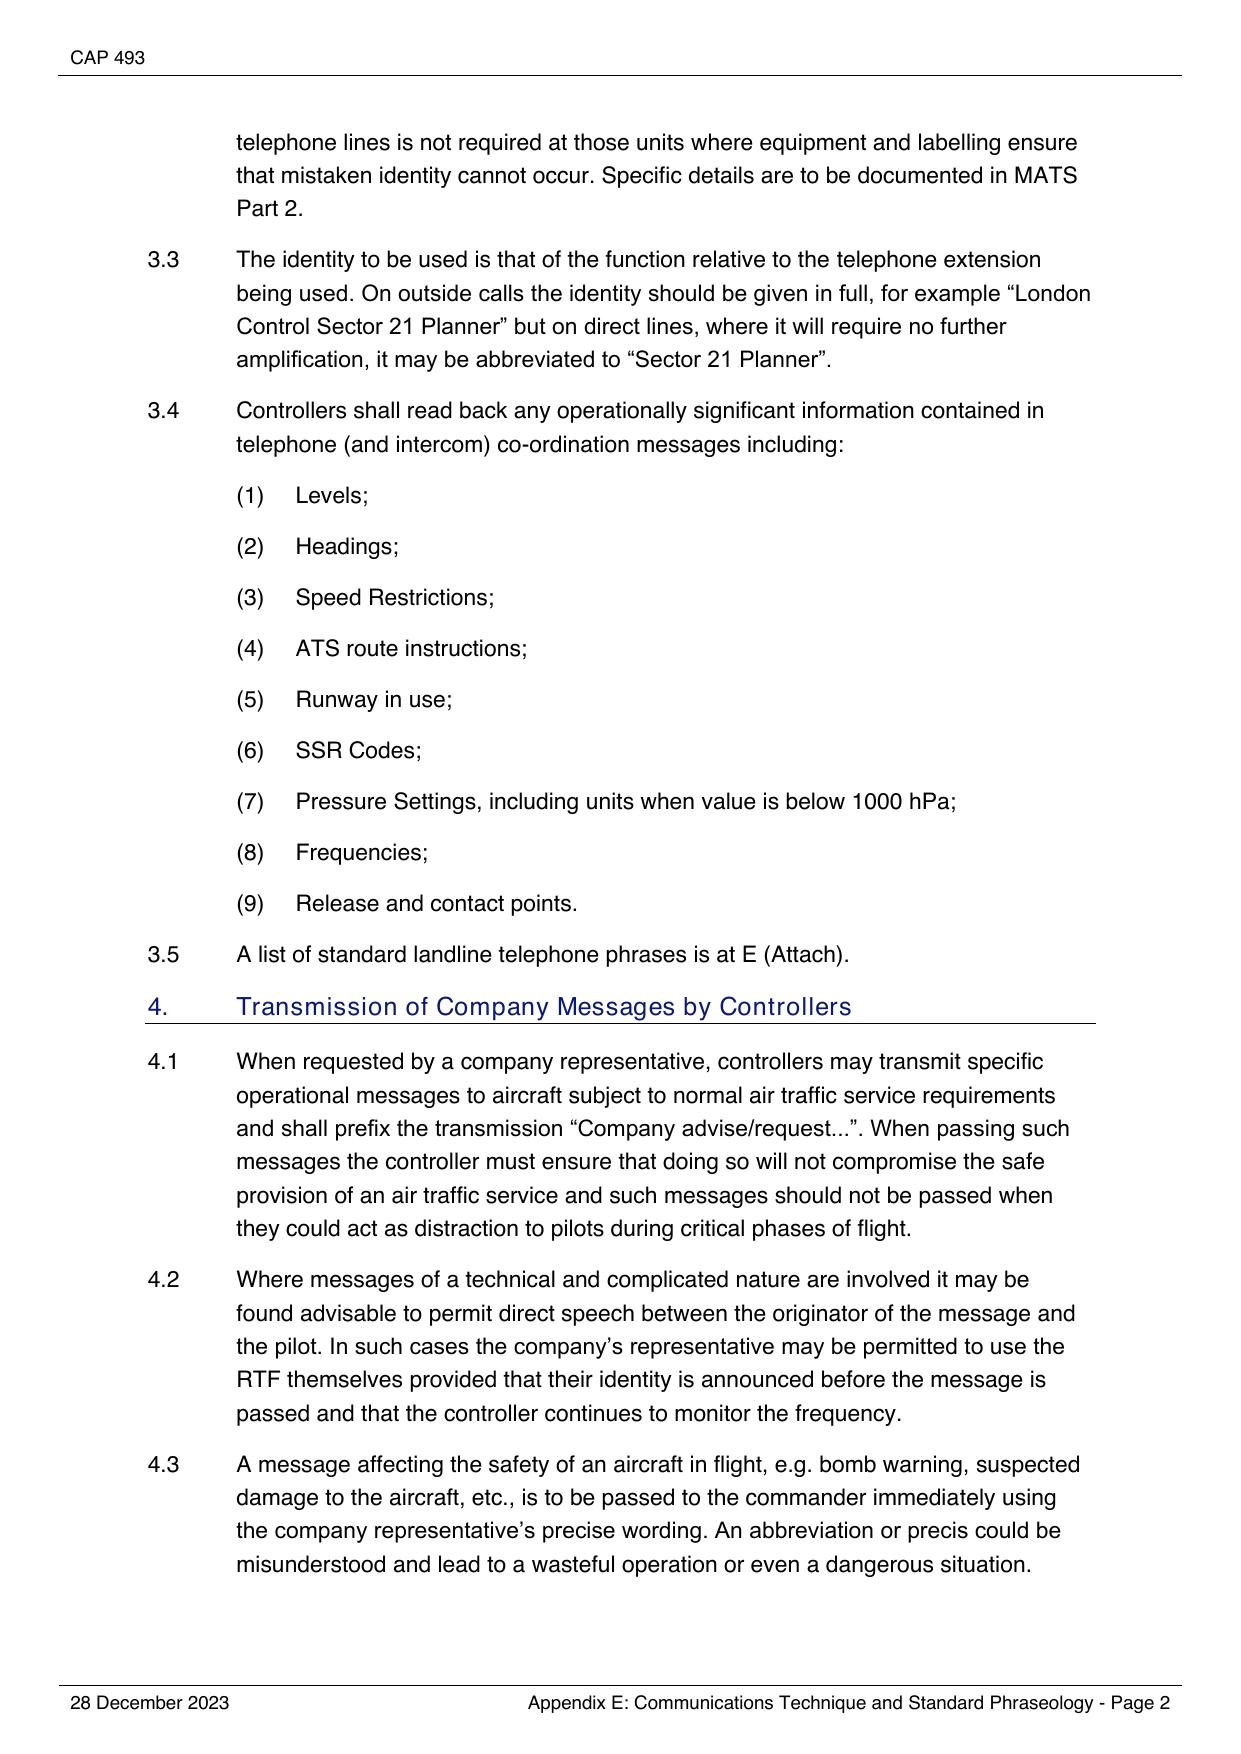 CAP 493
telephone lines is not required at those units where equipment and labelling ensure
that mistaken identity cannot occur. Specific details are to be documented in MATS
Part 2.
3.3 The identity to be used is that of the function relative to the telephone extension
being used. On outside calls the identity should be given in full, for example “London
Control Sector 21 Planner” but on direct lines, where it will require no further
amplification, it may be abbreviated to “Sector 21 Planner”.
3.4 Controllers shall read back any operationally significant information contained in
telephone (and intercom) co-ordination messages including:
(1) Levels;
(2) Headings;
(3) Speed Restrictions;
(4) ATS route instructions;
(5) Runway in use;
(6) SSR Codes;
(7) Pressure Settings, including units when value is below 1000 hPa;
(8) Frequencies;
(9) Release and contact points.
3.5 A list of standard landline telephone phrases is at E (Attach).
4. Transmission of Company Messages by Controllers
4.1 When requested by a company representative, controllers may transmit specific
operational messages to aircraft subject to normal air traffic service requirements
and shall prefix the transmission “Company advise/request...”. When passing such
messages the controller must ensure that doing so will not compromise the safe
provision of an air traffic service and such messages should not be passed when
they could act as distraction to pilots during critical phases of flight.
4.2 Where messages of a technical and complicated nature are involved it may be
found advisable to permit direct speech between the originator of the message and
the pilot. In such cases the company’s representative may be permitted to use the
RTF themselves provided that their identity is announced before the message is
passed and that the controller continues to monitor the frequency.
4.3 A message affecting the safety of an aircraft in flight, e.g. bomb warning, suspected
damage to the aircraft, etc., is to be passed to the commander immediately using
the company representative’s precise wording. An abbreviation or precis could be
misunderstood and lead to a wasteful operation or even a dangerous situation.
28 December 2023 Appendix E: Communications Technique and Standard Phraseology - Page 2